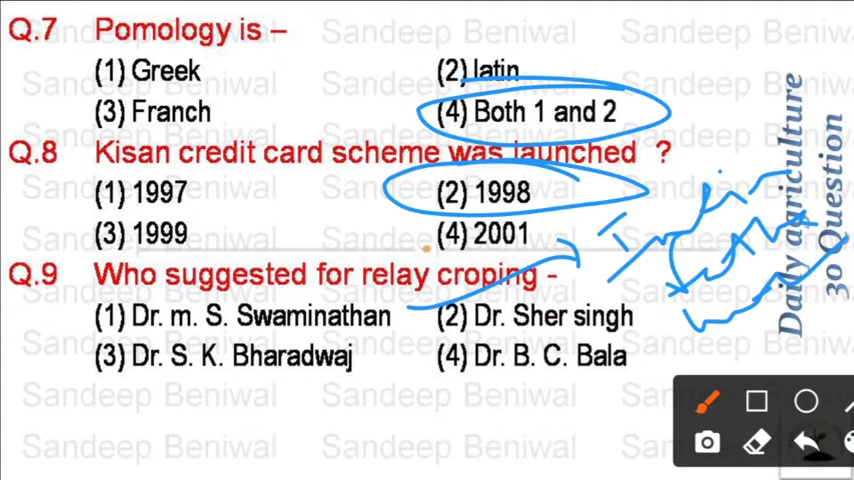 Q.7 Pomology is –
(1) Greek (2) latin
(3) Franch (4) Both 1 and 2
Q.8 Kisan credit card scheme was launched ?
(1) 1997 (2) 1998
(3) 1999 (4) 2001
Q.9 Who suggested for relay croping -
(1) Dr. m. S. Swaminathan (2) Dr. Sher singh
(3) Dr. S. K. Bharadwaj (4) Dr. B. C. Bala
Daily agriculture
30 Question
Sandeep Beniwal